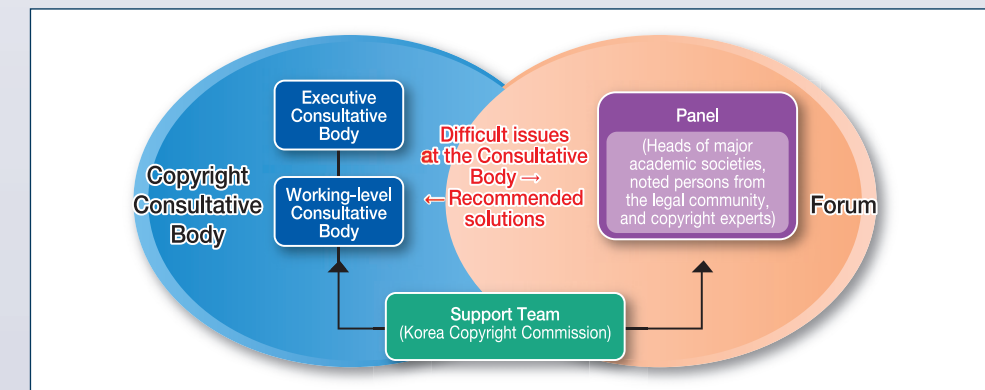 Copyright
Consultative
Body
Executive
Consultative
Body
Working-level
Consultative
Body
Difficult issues
at the Consultative
Body →
← Recommended
solutions
Panel
(Heads of major
academic societies,
noted persons from
the legal community,
and copyright experts)
Forum
Support Team
(Korea Copyright Commission)